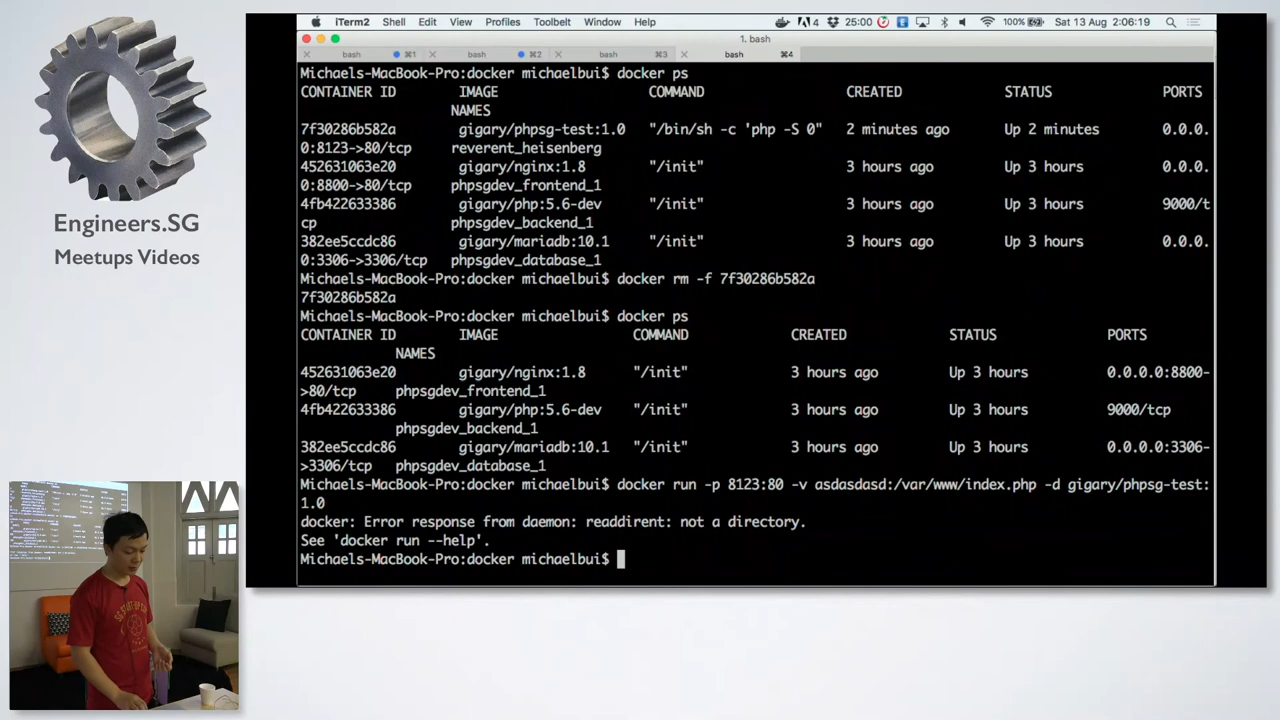 iTerm2 Shell Edit View Profiles Toolbelt Window Help 4 25:00 100% Sat 13 Aug 2:06:19
1. bash
bash ⌘1 bash ⌘2 bash ⌘3 bash ⌘4
Michaels-MacBook-Pro:docker michaelbui$ docker ps
CONTAINER ID IMAGE COMMAND CREATED STATUS PORTS
NAMES
7f30286b582a gigary/phpsg-test:1.0 "/bin/sh -c 'php -S 0" 2 minutes ago Up 2 minutes 0.0.0.
0:8123->80/tcp reverent_heisenberg
452631063e20 gigary/nginx:1.8 "/init" 3 hours ago Up 3 hours 0.0.0.
0:8800->80/tcp phpsgdev_frontend_1
4fb422633386 gigary/php:5.6-dev "/init" 3 hours ago Up 3 hours 9000/t
cp phpsgdev_backend_1
382ee5ccdc86 gigary/mariadb:10.1 "/init" 3 hours ago Up 3 hours 0.0.0.
0:3306->3306/tcp phpsgdev_database_1
Michaels-MacBook-Pro:docker michaelbui$ docker rm -f 7f30286b582a
7f30286b582a
Michaels-MacBook-Pro:docker michaelbui$ docker ps
CONTAINER ID IMAGE COMMAND CREATED STATUS PORTS
NAMES
452631063e20 gigary/nginx:1.8 "/init" 3 hours ago Up 3 hours 0.0.0.0:8800-
>80/tcp phpsgdev_frontend_1
4fb422633386 gigary/php:5.6-dev "/init" 3 hours ago Up 3 hours 9000/tcp
phpsgdev_backend_1
382ee5ccdc86 gigary/mariadb:10.1 "/init" 3 hours ago Up 3 hours 0.0.0.0:3306-
>3306/tcp phpsgdev_database_1
Michaels-MacBook-Pro:docker michaelbui$ docker run -p 8123:80 -v asdasdasd:/var/www/index.php -d gigary/phpsg-test:
1.0
docker: Error response from daemon: readdirent: not a directory.
See 'docker run --help'.
Michaels-MacBook-Pro:docker michaelbui$
Engineers.SG
Meetups Videos